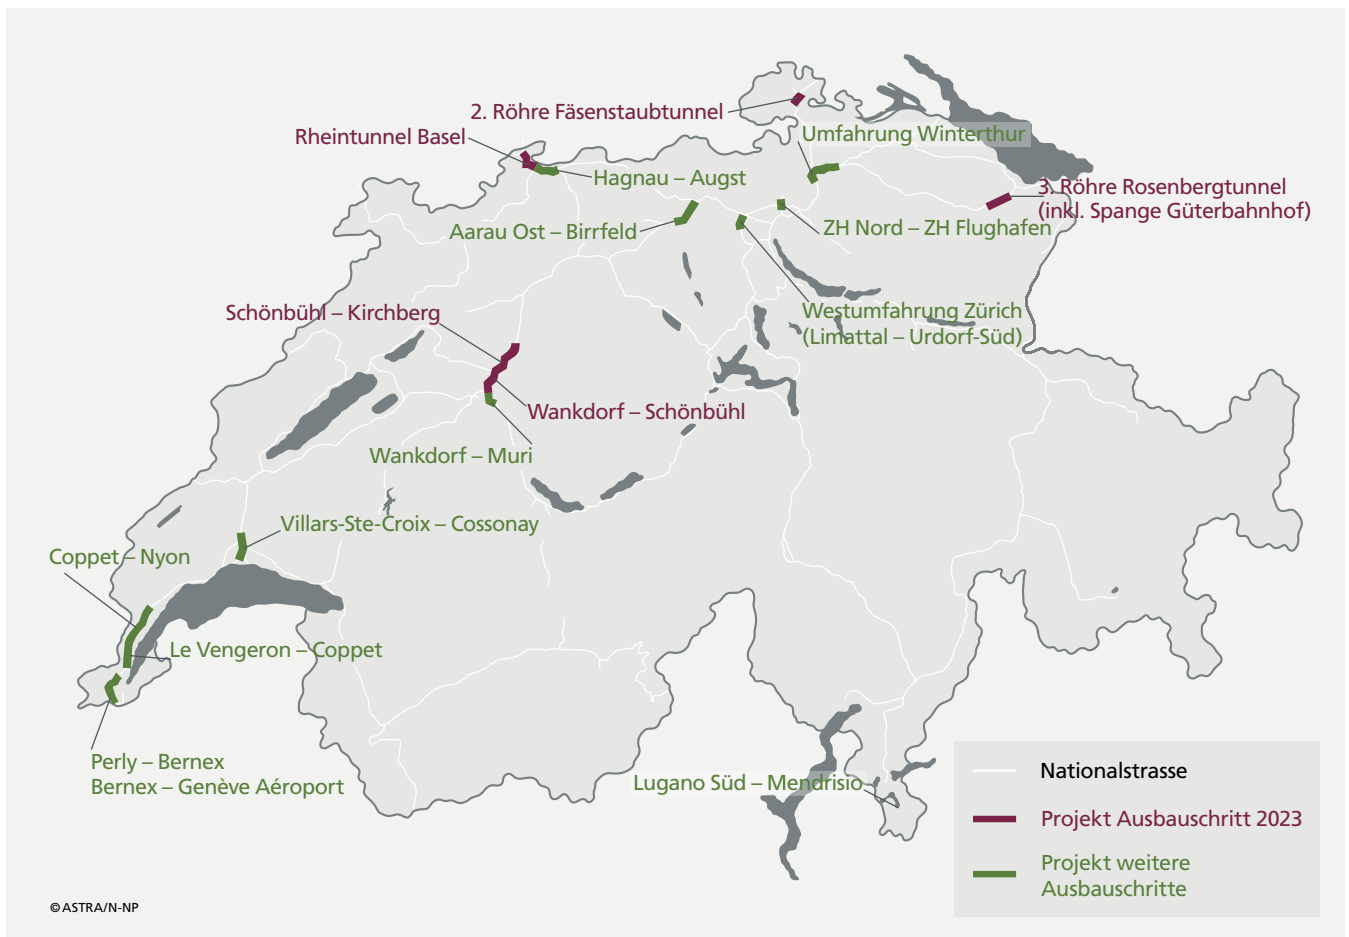 2. Röhre Fäsenstaubtunnel
Rheintunnel Basel
Umfahrung Winterthur
Hagnau – Augst
3. Röhre Rosenbergtunnel
(inkl. Spange Güterbahnhof)
Aarau Ost – Birrfeld
ZH Nord – ZH Flughafen
Schönbühl – Kirchberg
Westumfahrung Zürich
(Limattal – Urdorf-Süd)
Wankdorf – Schönbühl
Wankdorf – Muri
Villars-Ste-Croix – Cossonay
Coppet – Nyon
Le Vengeron – Coppet
Perly – Bernex
Bernex – Genève Aéroport
Lugano Süd – Mendrisio
Nationalstrasse
Projekt Ausbauschritt 2023
Projekt weitere
Ausbauschritte
© ASTRA/N-NP